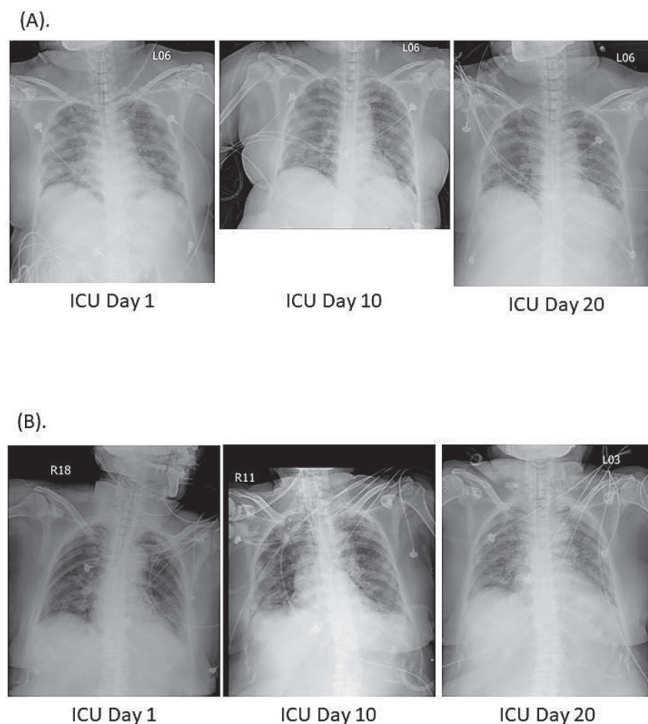 (A).
L06
L06
L06
ICU Day 1
ICU Day 10
ICU Day 20
(B).
R18
R11
L03
ICU Day 1
ICU Day 10
ICU Day 20